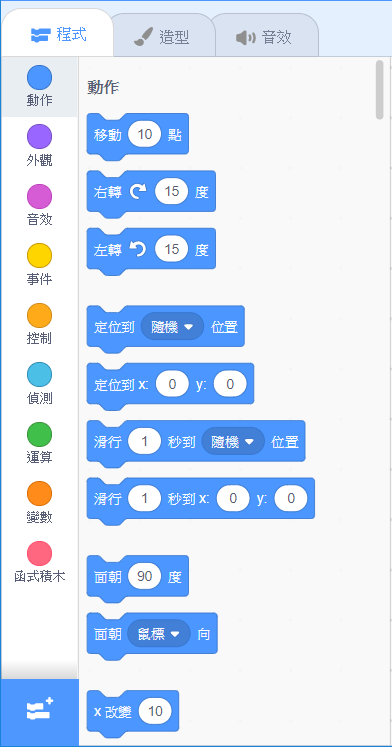 程式 造型 音效
動作
外觀
音效
事件
控制
偵測
運算
變數
函式積木
動作
移動 10 點
右轉 15 度
左轉 15 度
定位到 隨機 位置
定位到 x: 0 y: 0
滑行 1 秒到 隨機 位置
滑行 1 秒到 x: 0 y: 0
面朝 90 度
面朝 鼠標 向
x 改變 10